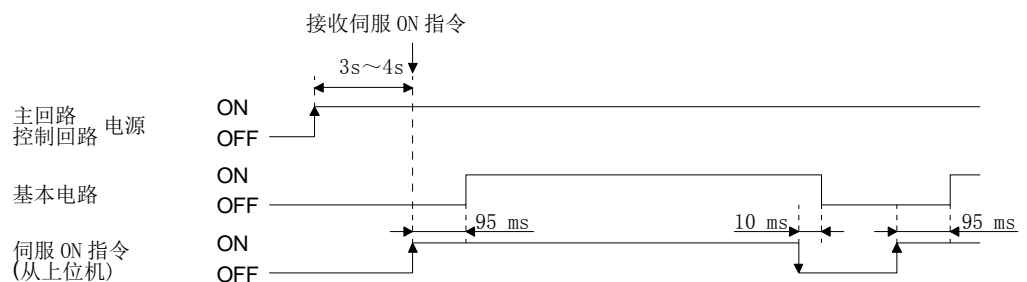 接收伺服 ON 指令
3s～4s
主回路
控制回路 电源
ON
OFF
基本电路
ON
OFF
95 ms
10 ms
95 ms
伺服 ON 指令
(从上位机)
ON
OFF